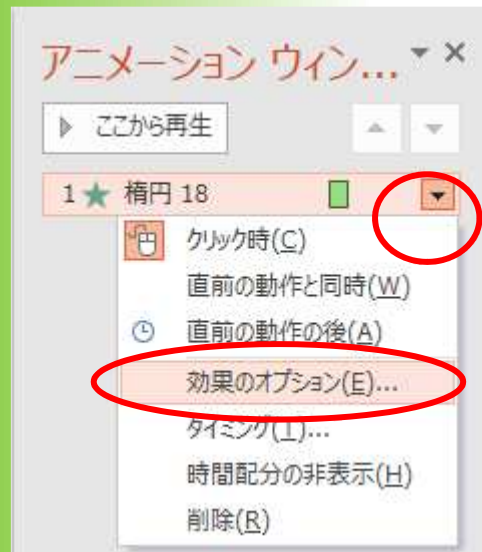 アニメーション ウィン...
ここから再生
1 楕円 18
クリック時(C)
直前の動作と同時(W)
直前の動作の後(A)
効果のオプション(E)...
タイミング(T)...
時間配分の非表示(H)
削除(R)